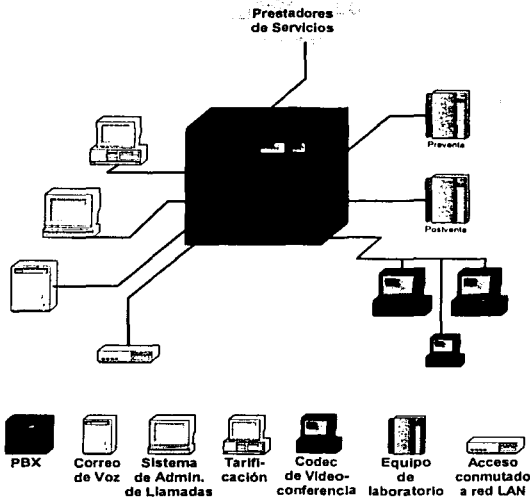 Prestadores
de Servicios
Preventa
Postventa
PBX
Correo
de Voz
Sistema
de Admin.
de Llamadas
Tarifi-
cación
Codec
de Video-
conferencia
Equipo
de
laboratorio
Acceso
conmutado
a red LAN